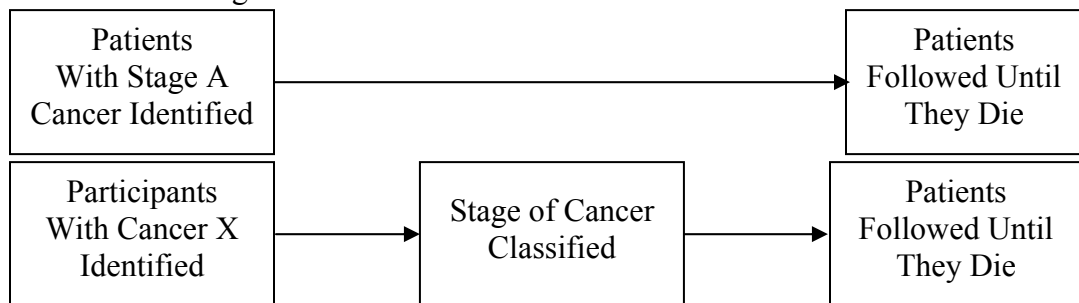 Patients
With Stage A
Cancer Identified
Patients
Followed Until
They Die
Participants
With Cancer X
Identified
Stage of Cancer
Classified
Patients
Followed Until
They Die